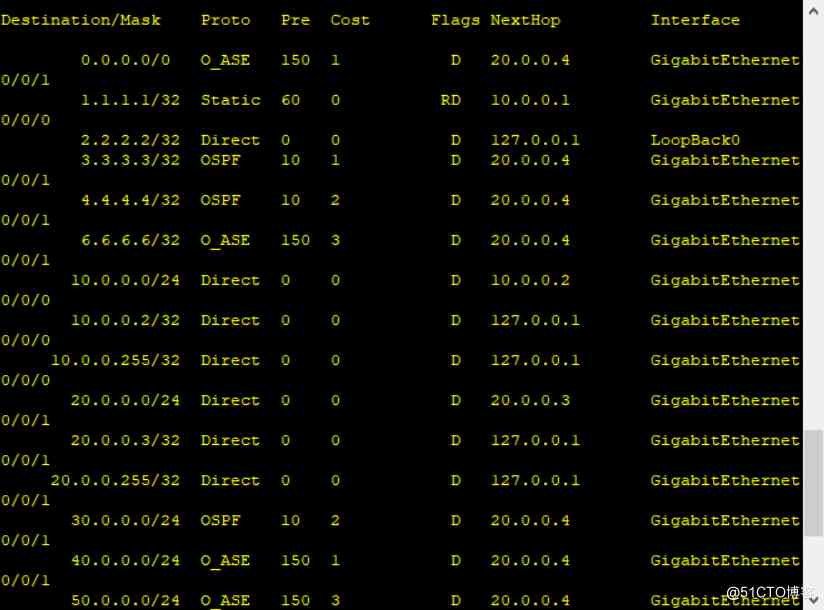 Destination/Mask    Proto   Pre  Cost      Flags NextHop         Interface
0.0.0.0/0   O_ASE   150  1           D   20.0.0.4        GigabitEthernet
0/0/1
1.1.1.1/32  Static  60   0          RD   10.0.0.1        GigabitEthernet
0/0/0
2.2.2.2/32  Direct  0    0           D   127.0.0.1       LoopBack0
3.3.3.3/32  OSPF    10   1           D   20.0.0.4        GigabitEthernet
0/0/1
4.4.4.4/32  OSPF    10   2           D   20.0.0.4        GigabitEthernet
0/0/1
6.6.6.6/32  O_ASE   150  3           D   20.0.0.4        GigabitEthernet
0/0/1
10.0.0.0/24  Direct  0    0           D   10.0.0.2        GigabitEthernet
0/0/0
10.0.0.2/32  Direct  0    0           D   127.0.0.1       GigabitEthernet
0/0/0
10.0.0.255/32  Direct  0    0           D   127.0.0.1       GigabitEthernet
0/0/0
20.0.0.0/24  Direct  0    0           D   20.0.0.3        GigabitEthernet
0/0/1
20.0.0.3/32  Direct  0    0           D   127.0.0.1       GigabitEthernet
0/0/1
20.0.0.255/32  Direct  0    0           D   127.0.0.1       GigabitEthernet
0/0/1
30.0.0.0/24  OSPF    10   2           D   20.0.0.4        GigabitEthernet
0/0/1
40.0.0.0/24  O_ASE   150  1           D   20.0.0.4        GigabitEthernet
0/0/1
50.0.0.0/24  O_ASE   150  3           D   20.0.0.4        GigabitEthernet
@51CTO博客